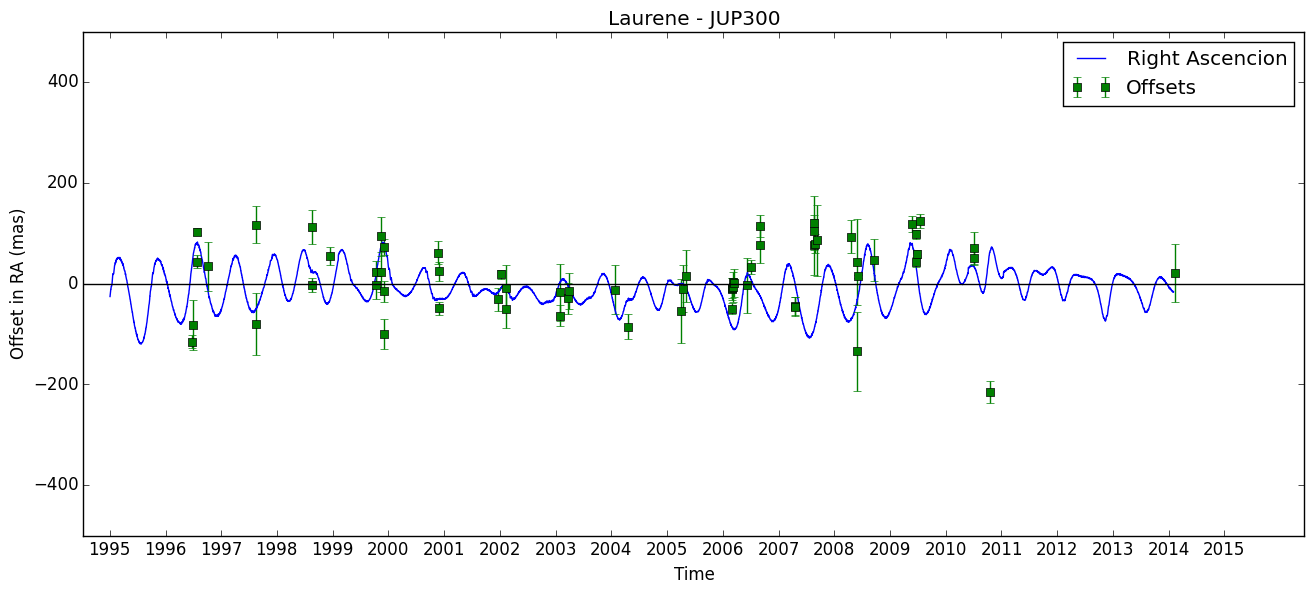 Laurene - JUP300
Right Ascencion
Offsets
Offset in RA (mas)
400
200
0
−200
−400
1995 1996 1997 1998 1999 2000 2001 2002 2003 2004 2005 2006 2007 2008 2009 2010 2011 2012 2013 2014 2015
Time